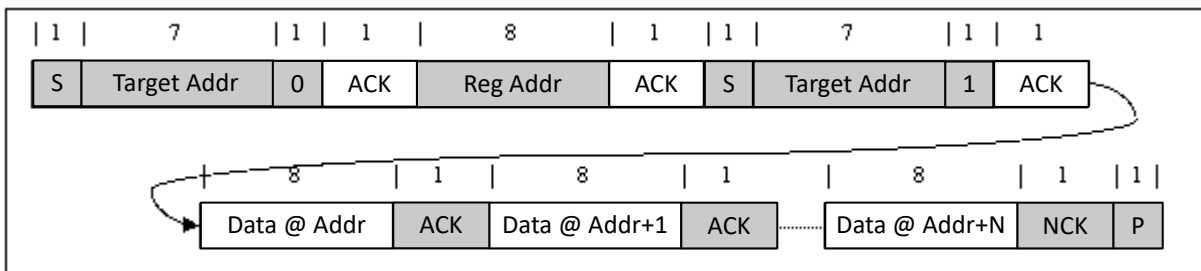 | 1 | 7 | 1 | 1 | 8 | 1 | 1 | 7 | 1 | 1
S Target Addr 0 ACK Reg Addr ACK S Target Addr 1 ACK
| 8 | 1 | 8 | 1 | 8 | 1 | 1 |
Data @ Addr ACK Data @ Addr+1 ACK Data @ Addr+N NCK P